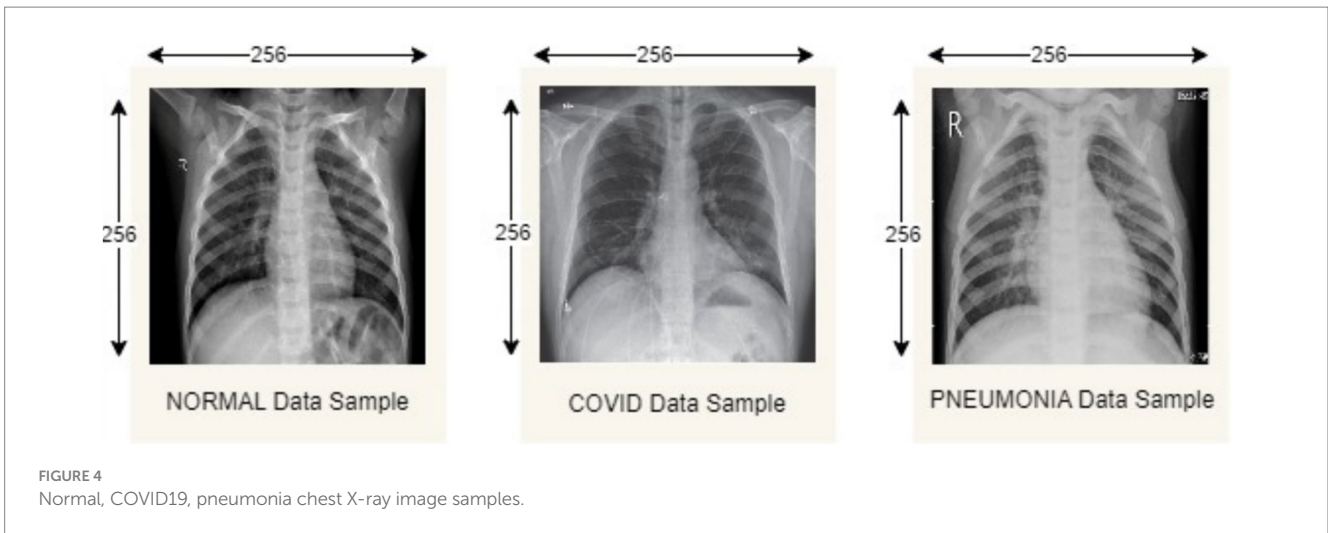 256 256 256
256 256 256
R R
NORMAL Data Sample COVID Data Sample PNEUMONIA Data Sample
FIGURE 4
Normal, COVID19, pneumonia chest X-ray image samples.